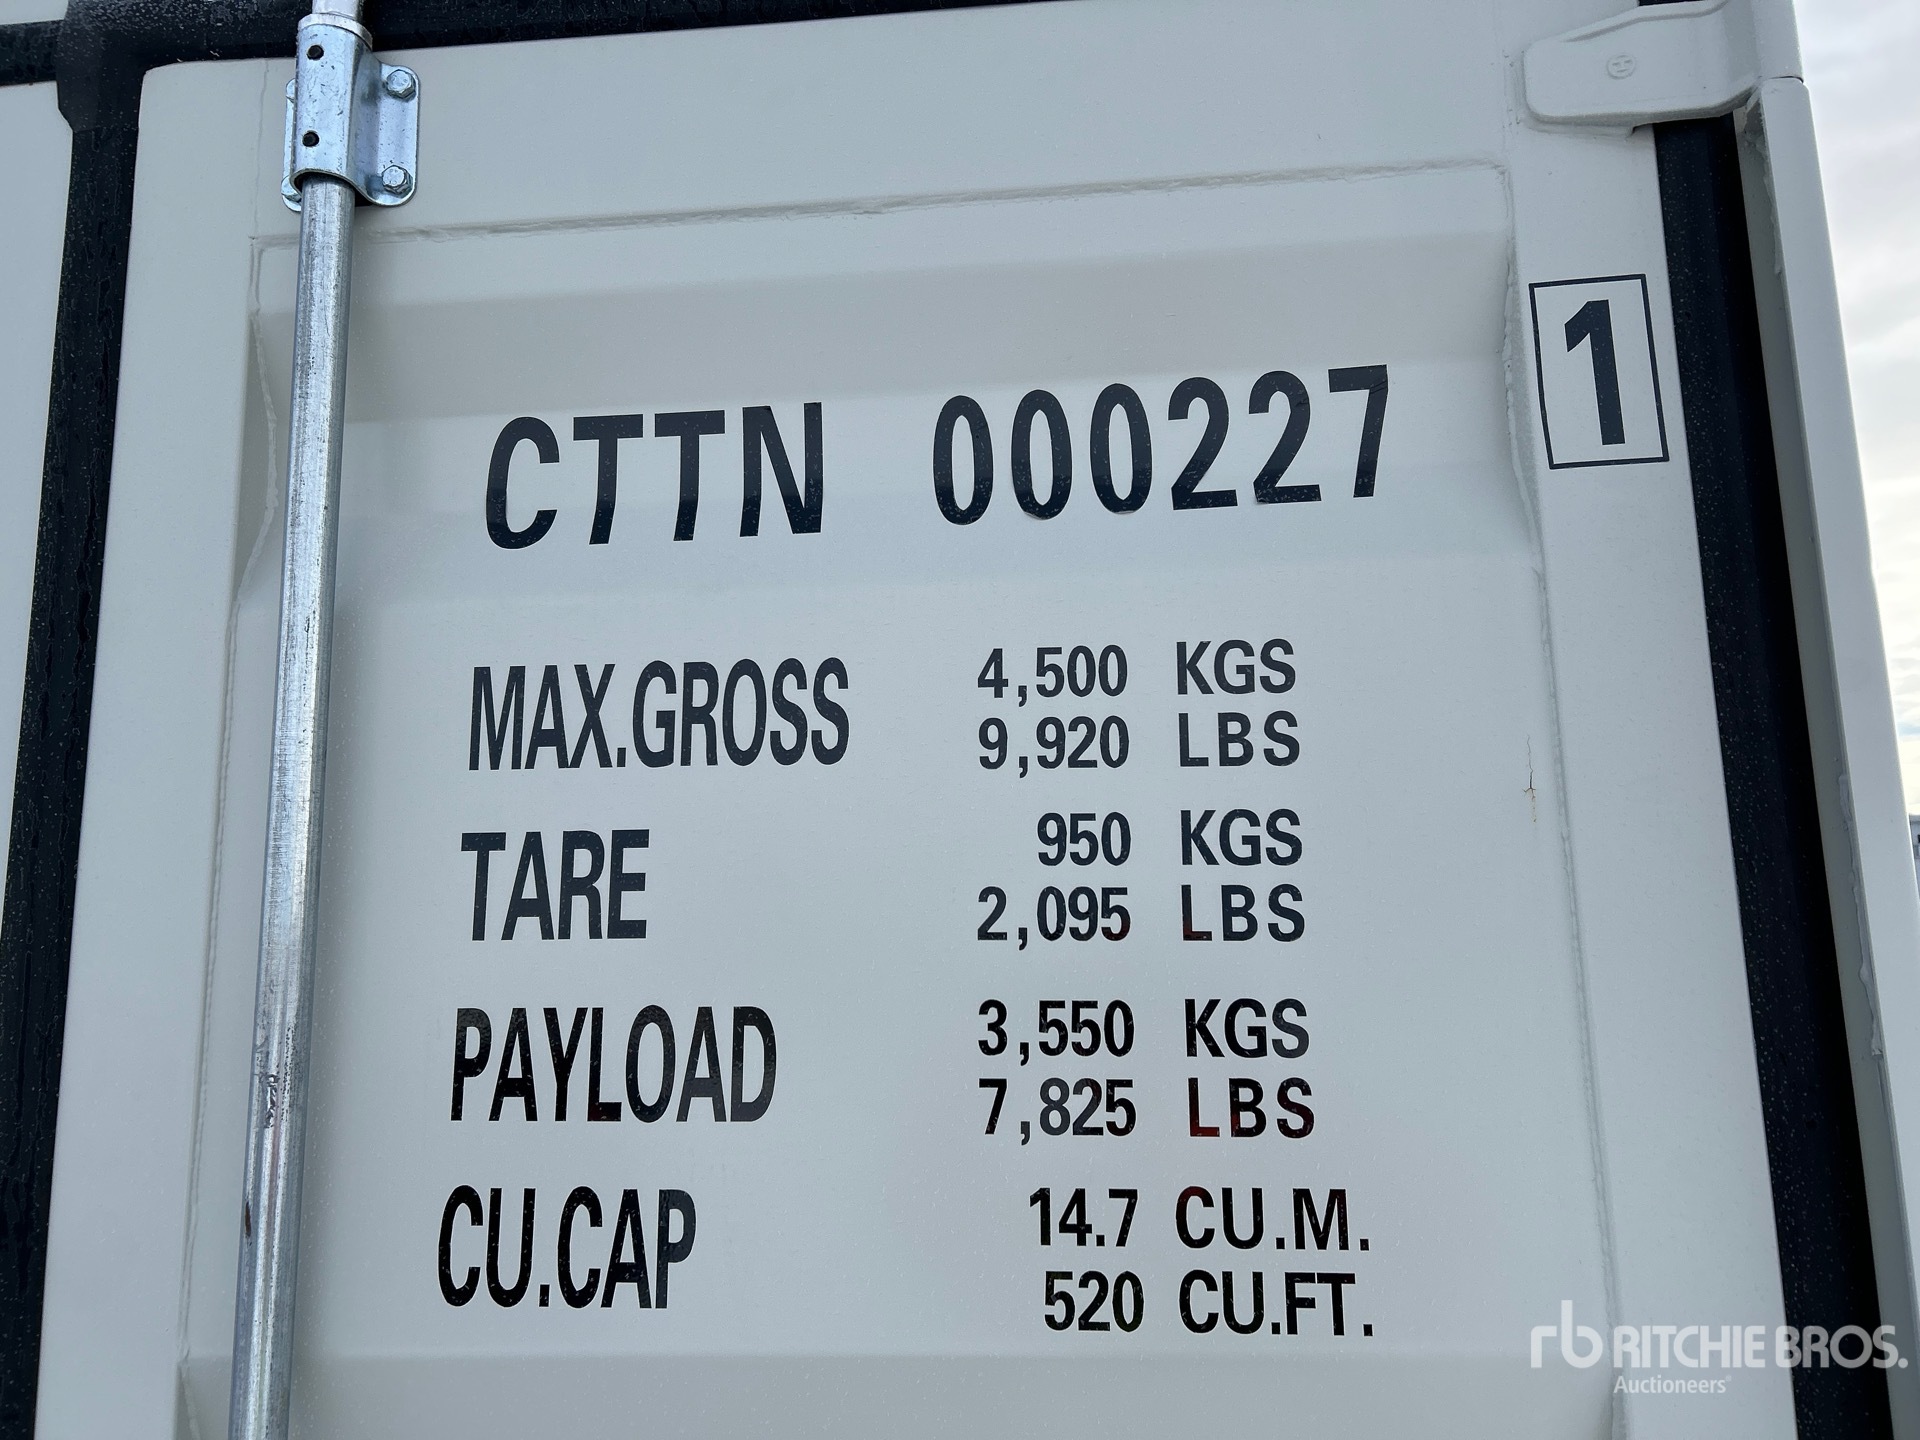 CTTN 000227 1
MAX.GROSS 4,500 KGS
9,920 LBS
TARE 950 KGS
2,095 LBS
PAYLOAD 3,550 KGS
7,825 LBS
CU.CAP 14.7 CU.M.
520 CU.FT.
rb RITCHIE BROS.
Auctioneers